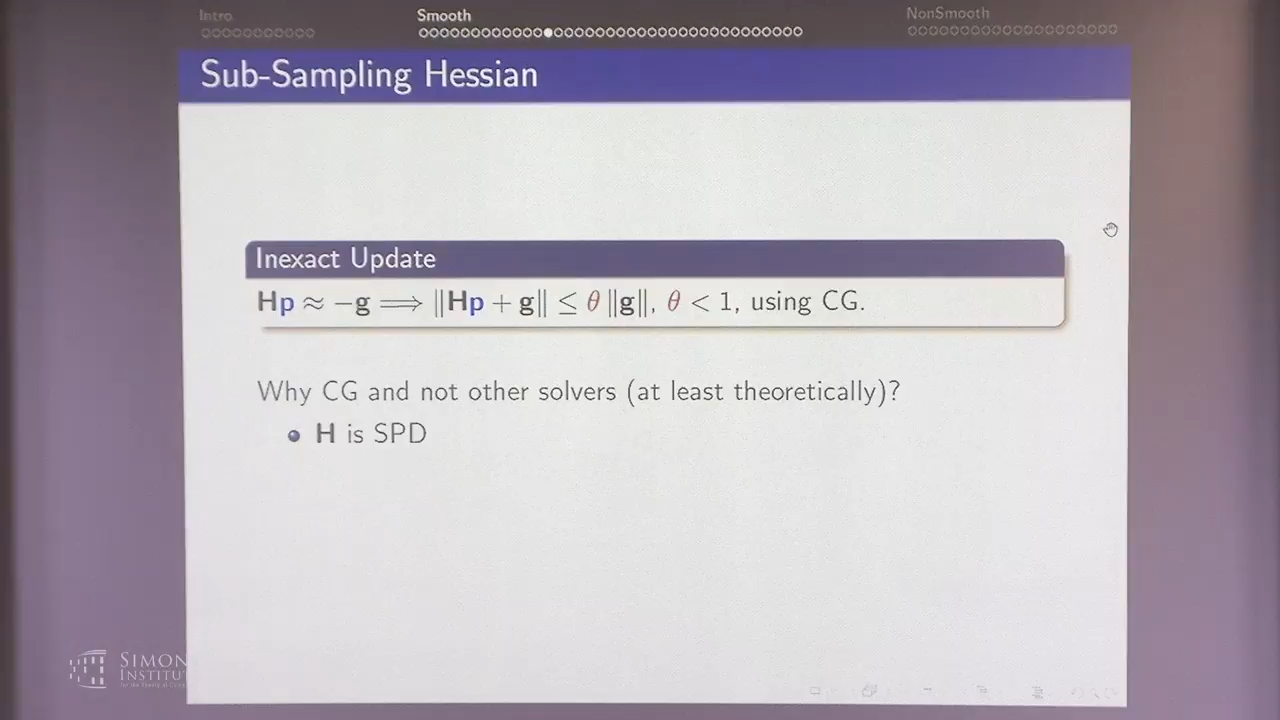 Intro Smooth NonSmooth
Sub-Sampling Hessian
Inexact Update
Hp ≈ −g ⟹ ‖Hp + g‖ ≤ θ ‖g‖, θ < 1, using CG.
Why CG and not other solvers (at least theoretically)?
H is SPD
SIMON
INSTITU